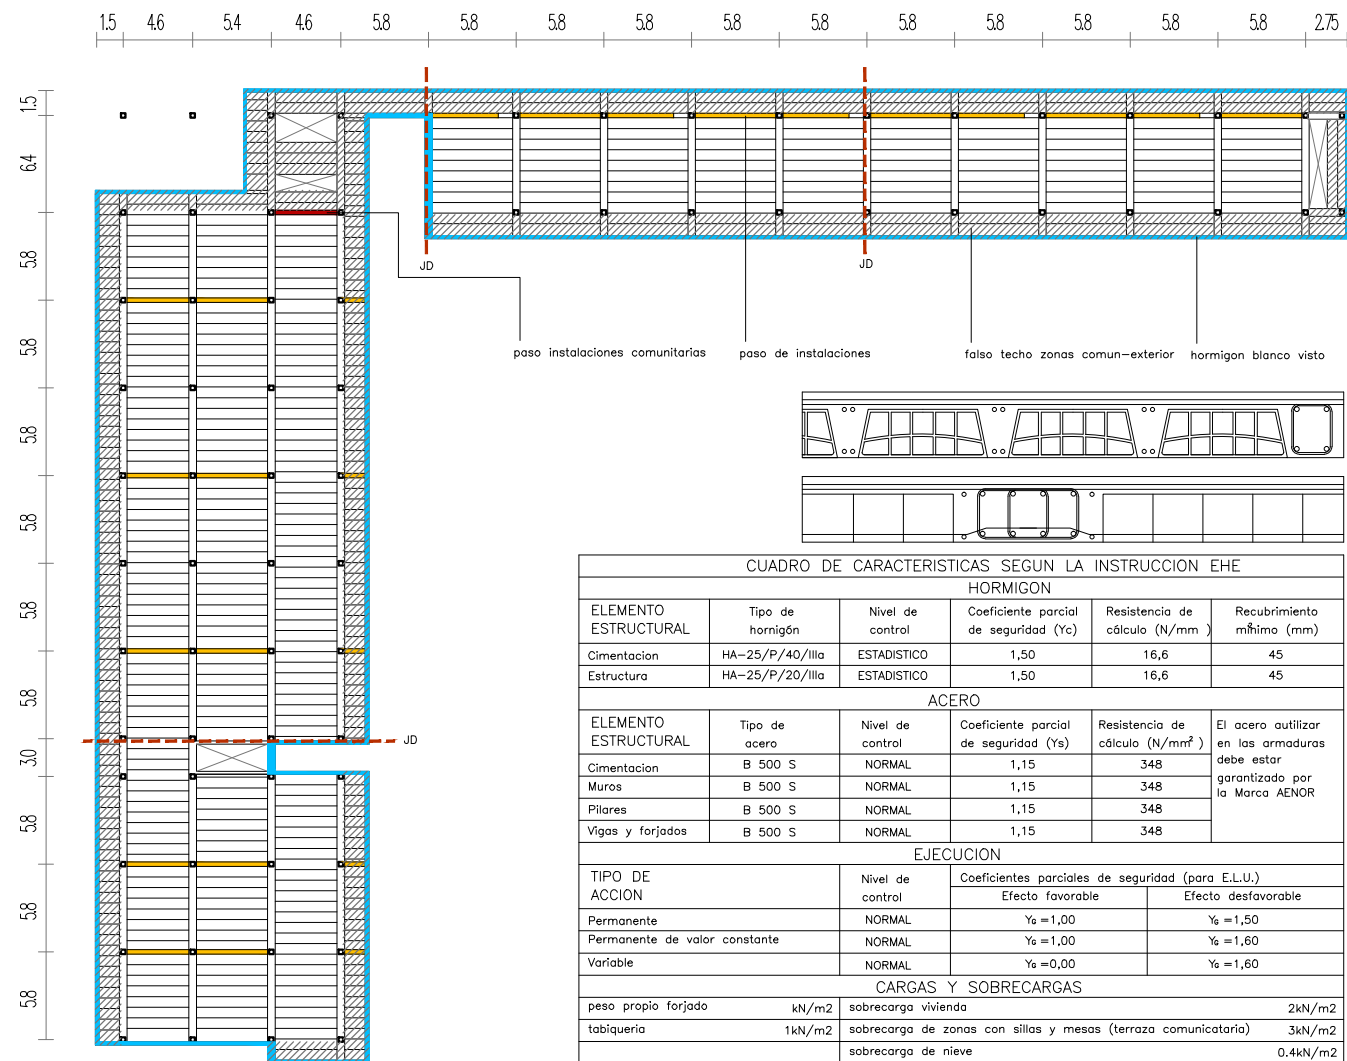 1.5 4.6 5.4 4.6 5.8 5.8 5.8 5.8 5.8 5.8 5.8 5.8 5.8 5.8 5.8 2.75
1.5
6.4
5.8
5.8
5.8
5.8
5.8
3.0
5.8
5.8
5.8
JD
JD
JD
paso instalaciones comunitarias
paso de instalaciones
falso techo zonas comun-exterior
hormigon blanco visto
CUADRO DE CARACTERISTICAS SEGUN LA INSTRUCCION EHE
HORMIGON
ELEMENTO ESTRUCTURAL
Tipo de hornigón
Nivel de control
Coeficiente parcial de seguridad (Yc)
Resistencia de cálculo (N/mm²)
Recubrimiento mínimo (mm)
Cimentacion HA-25/P/40/IIIa ESTADISTICO 1,50 16,6 45
Estructura HA-25/P/20/IIIa ESTADISTICO 1,50 16,6 45
ACERO
ELEMENTO ESTRUCTURAL
Tipo de acero
Nivel de control
Coeficiente parcial de seguridad (Ys)
Resistencia de cálculo (N/mm²)
El acero autilizar
en las armaduras
debe estar
garantizado por
la Marca AENOR
Cimentacion B 500 S NORMAL 1,15 348
Muros B 500 S NORMAL 1,15 348
Pilares B 500 S NORMAL 1,15 348
Vigas y forjados B 500 S NORMAL 1,15 348
EJECUCION
TIPO DE ACCION
Nivel de control
Coeficientes parciales de seguridad (para E.L.U.)
Efecto favorable Efecto desfavorable
Permanente NORMAL YG =1,00 YG =1,50
Permanente de valor constante NORMAL YG =1,00 YG =1,60
Variable NORMAL YG =0,00 YG =1,60
CARGAS Y SOBRECARGAS
peso propio forjado kN/m2 sobrecarga vivienda 2kN/m2
tabiqueria 1kN/m2 sobrecarga de zonas con sillas y mesas (terraza comunicataria) 3kN/m2
sobrecarga de nieve 0.4kN/m2